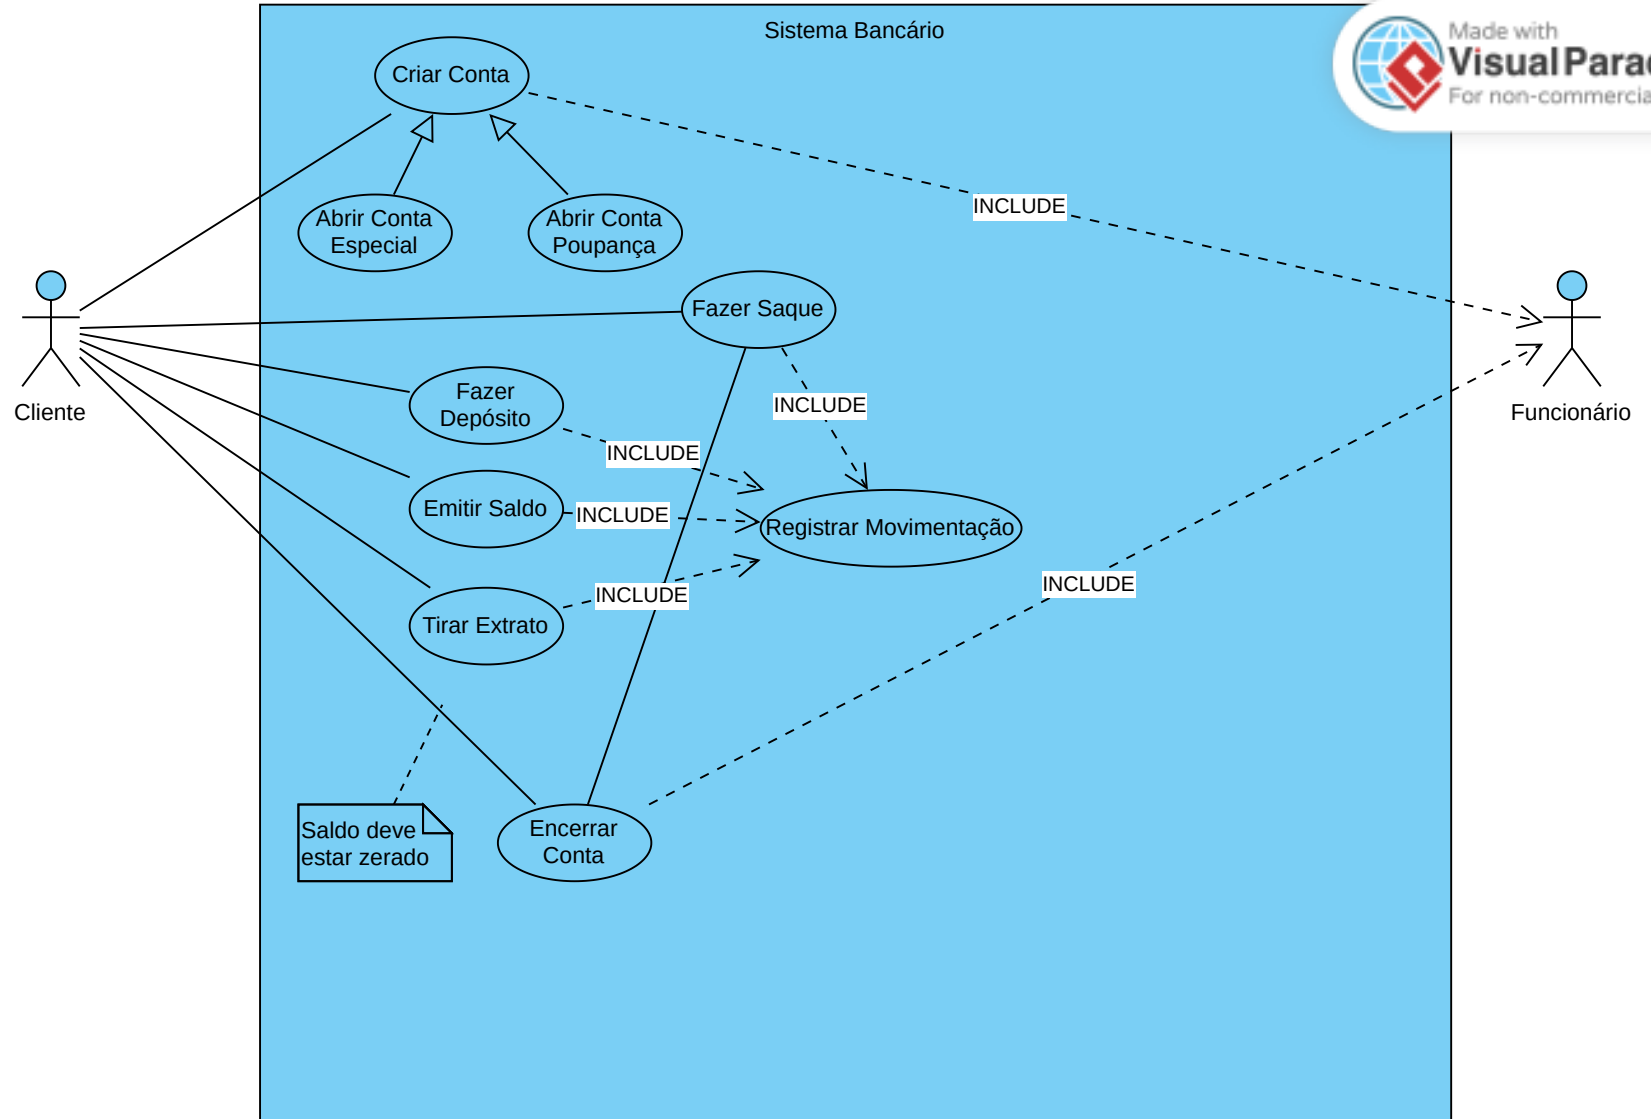 Sistema Bancário
Made with
Visual Parad
For non-commercia
Criar Conta
INCLUDE
Abrir Conta
Especial
Abrir Conta
Poupança
Fazer Saque
Cliente
Funcionário
Fazer
Depósito
INCLUDE
INCLUDE
Emitir Saldo
INCLUDE
Registrar Movimentação
INCLUDE
INCLUDE
Tirar Extrato
Saldo deve
estar zerado
Encerrar
Conta